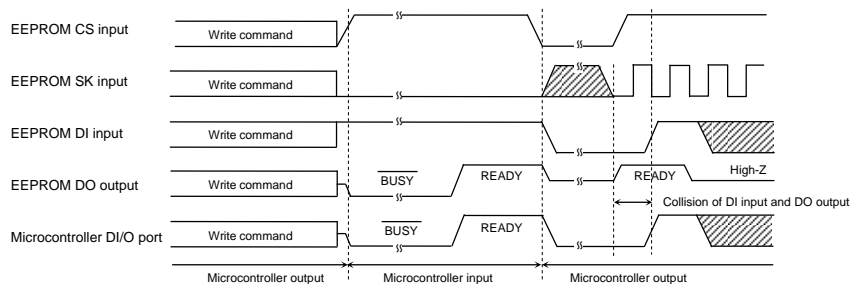 EEPROM CS input
Write command
EEPROM SK input
Write command
EEPROM DI input
Write command
EEPROM DO output
Write command
BUSY
READY
READY
High-Z
Collision of DI input and DO output
Microcontroller DI/O port
Write command
BUSY
READY
Microcontroller output
Microcontroller input
Microcontroller output